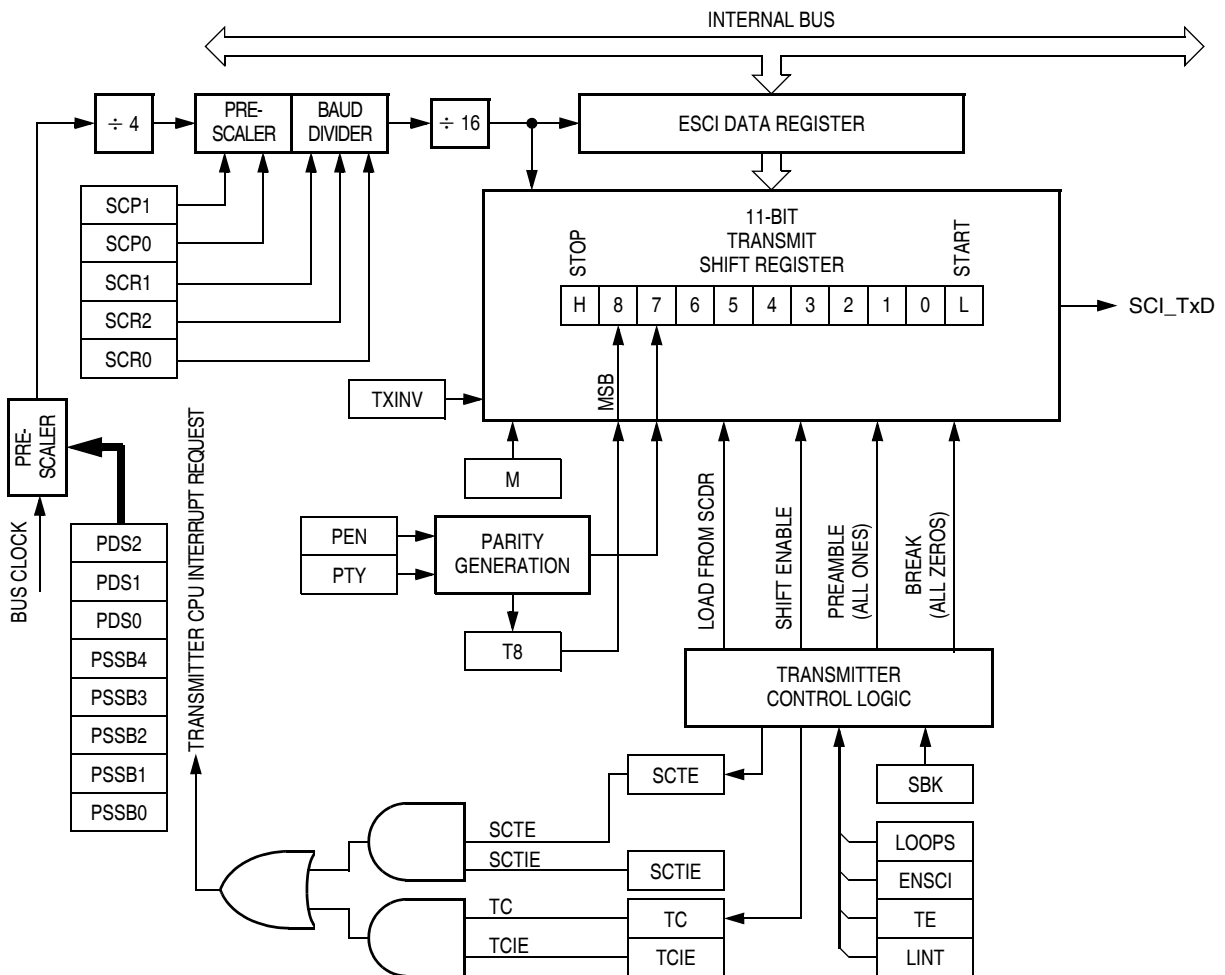 INTERNAL BUS
÷ 4
PRE-
SCALER
BAUD
DIVIDER
÷ 16
ESCI DATA REGISTER
SCP1
SCP0
SCR1
SCR2
SCR0
11-BIT
TRANSMIT
SHIFT REGISTER
STOP
START
H 8 7 6 5 4 3 2 1 0 L
SCI_TxD
MSB
TXINV
M
PRE-
SCALER
BUS CLOCK
PDS2
PDS1
PDS0
PSSB4
PSSB3
PSSB2
PSSB1
PSSB0
TRANSMITTER CPU INTERRUPT REQUEST
PEN
PTY
PARITY
GENERATION
T8
LOAD FROM SCDR
SHIFT ENABLE
PREAMBLE
(ALL ONES)
BREAK
(ALL ZEROS)
TRANSMITTER
CONTROL LOGIC
SCTE
SBK
SCTE
SCTIE
SCTIE
TC
TC
TCIE
TCIE
LOOPS
ENSCI
TE
LINT